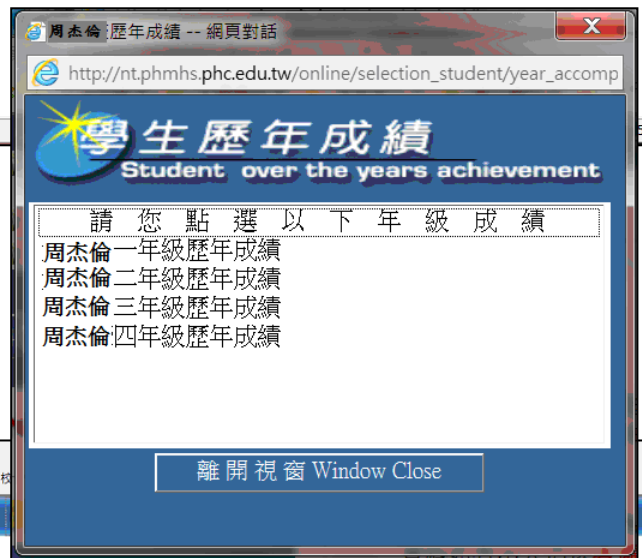 周杰倫 歷年成績 -- 網頁對話
X
http://nt.phmhs.phc.edu.tw/online/selection_student/year_accomp
學生歷年成績
Student over the years achievement
請您點選以下年級成績
周杰倫一年級歷年成績
周杰倫二年級歷年成績
周杰倫三年級歷年成績
周杰倫四年級歷年成績
離開視窗 Window Close
校